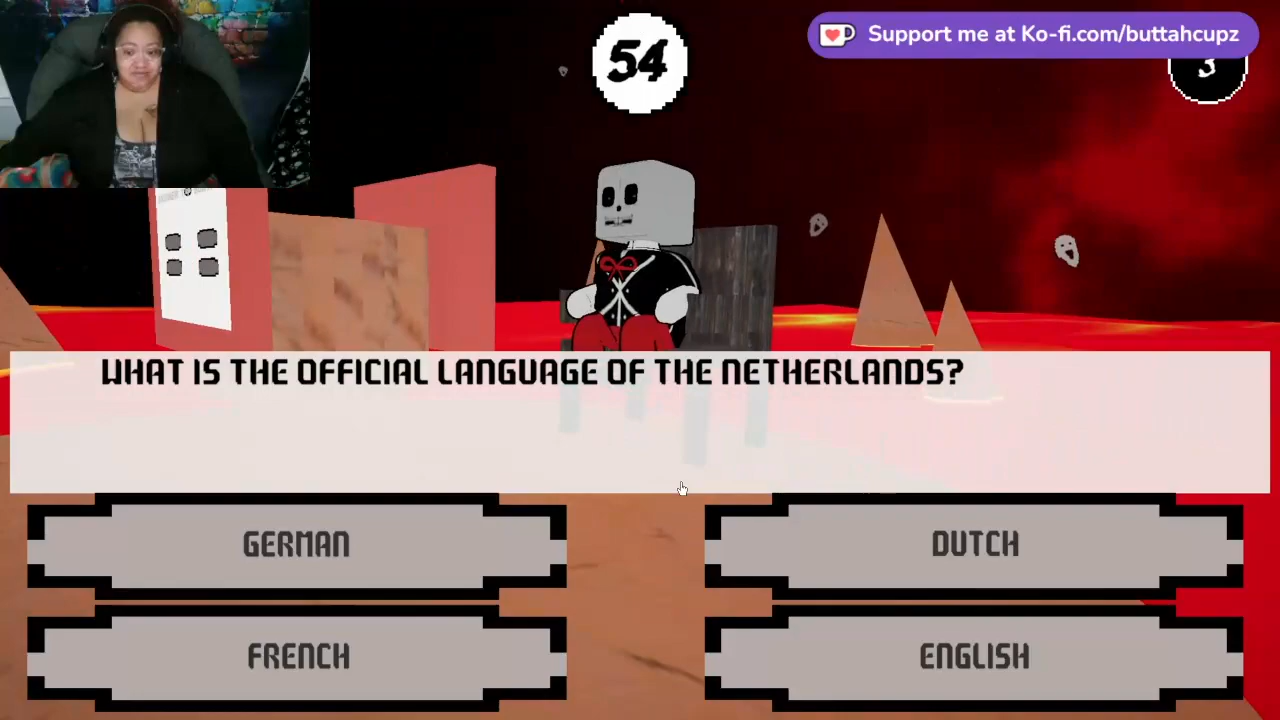 54
Support me at Ko-fi.com/buttahcupz
3
WHAT IS THE OFFICIAL LANGUAGE OF THE NETHERLANDS?
GERMAN
DUTCH
FRENCH
ENGLISH